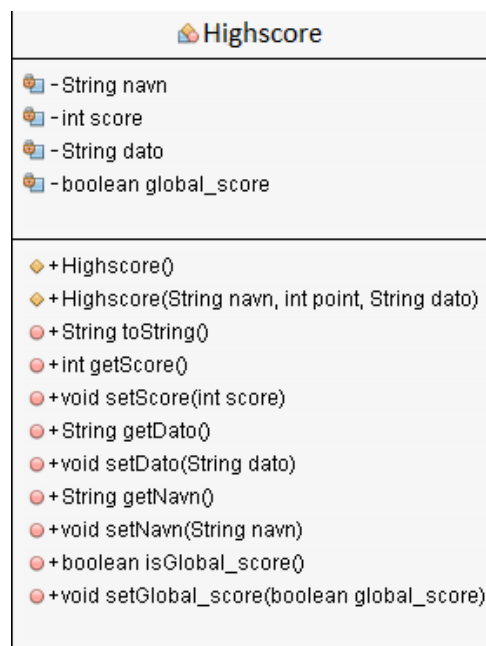 Highscore
- String navn
- int score
- String dato
- boolean global_score
+ Highscore()
+ Highscore(String navn, int point, String dato)
+ String toString()
+ int getScore()
+ void setScore(int score)
+ String getDato()
+ void setDato(String dato)
+ String getNavn()
+ void setNavn(String navn)
+ boolean isGlobal_score()
+ void setGlobal_score(boolean global_score)